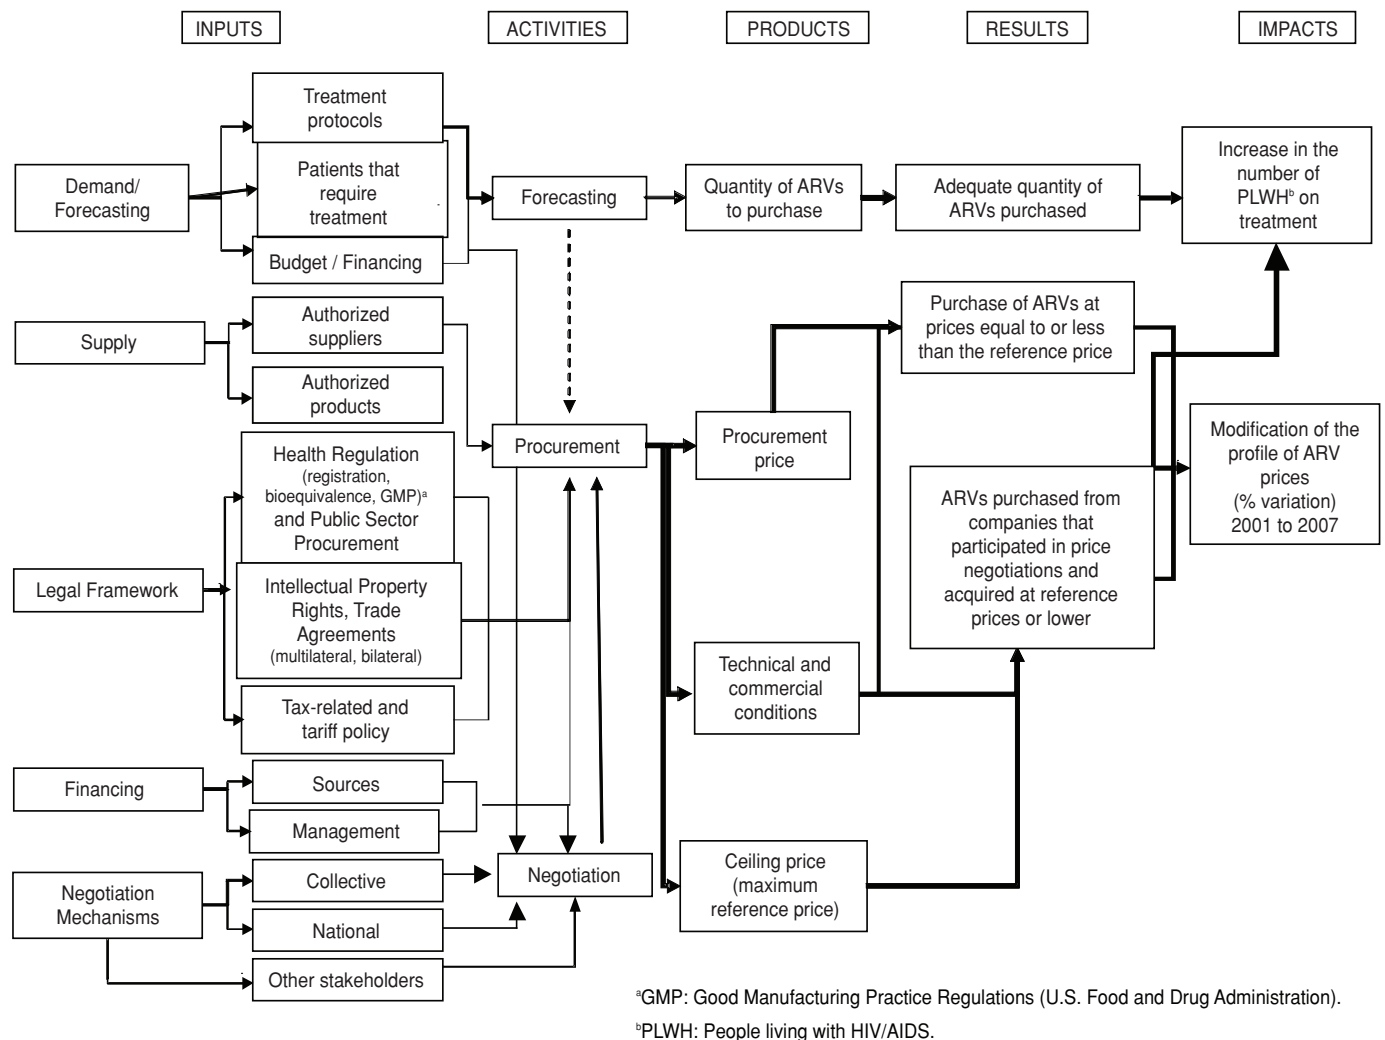 INPUTS
ACTIVITIES
PRODUCTS
RESULTS
IMPACTS
Demand/
Forecasting
Treatment
protocols
Patients that
require
treatment
Budget / Financing
Forecasting
Quantity of ARVs
to purchase
Adequate quantity of
ARVs purchased
Increase in the
number of
PLWHᵇ on
treatment
Supply
Authorized
suppliers
Authorized
products
Purchase of ARVs at
prices equal to or less
than the reference price
Procurement
Procurement
price
Modification of the
profile of ARV
prices
(% variation)
2001 to 2007
Legal Framework
Health Regulation
(registration,
bioequivalence, GMP)ᵃ
and Public Sector
Procurement
Intellectual Property
Rights, Trade
Agreements
(multilateral, bilateral)
Tax-related and
tariff policy
ARVs purchased from
companies that
participated in price
negotiations and
acquired at reference
prices or lower
Technical and
commercial
conditions
Financing
Sources
Management
Negotiation
Mechanisms
Collective
National
Other stakeholders
Negotiation
Ceiling price
(maximum
reference price)
ᵃGMP: Good Manufacturing Practice Regulations (U.S. Food and Drug Administration).
ᵇPLWH: People living with HIV/AIDS.